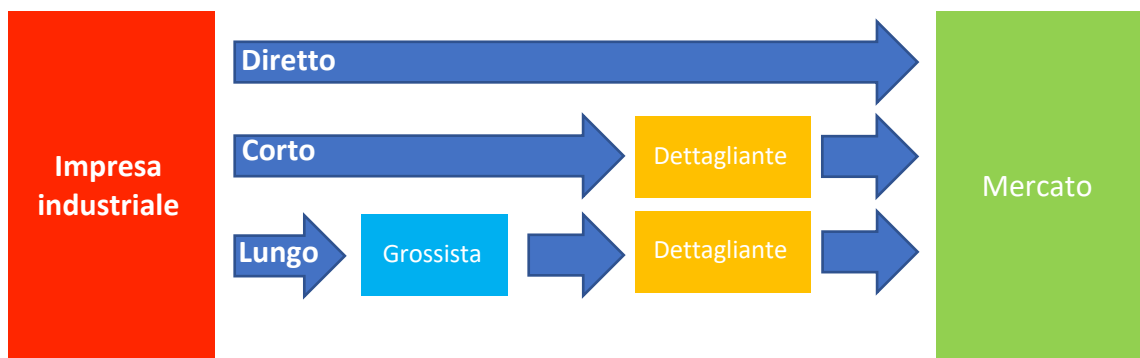 Impresa
industriale
Diretto
Corto
Dettagliante
Lungo
Grossista
Dettagliante
Mercato